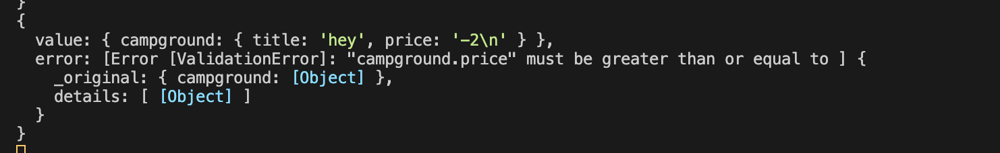 }
{
  value: { campground: { title: 'hey', price: '-2\n' } },
  error: [Error [ValidationError]: "campground.price" must be greater than or equal to ] {
    _original: { campground: [Object] },
    details: [ [Object] ]
  }
}